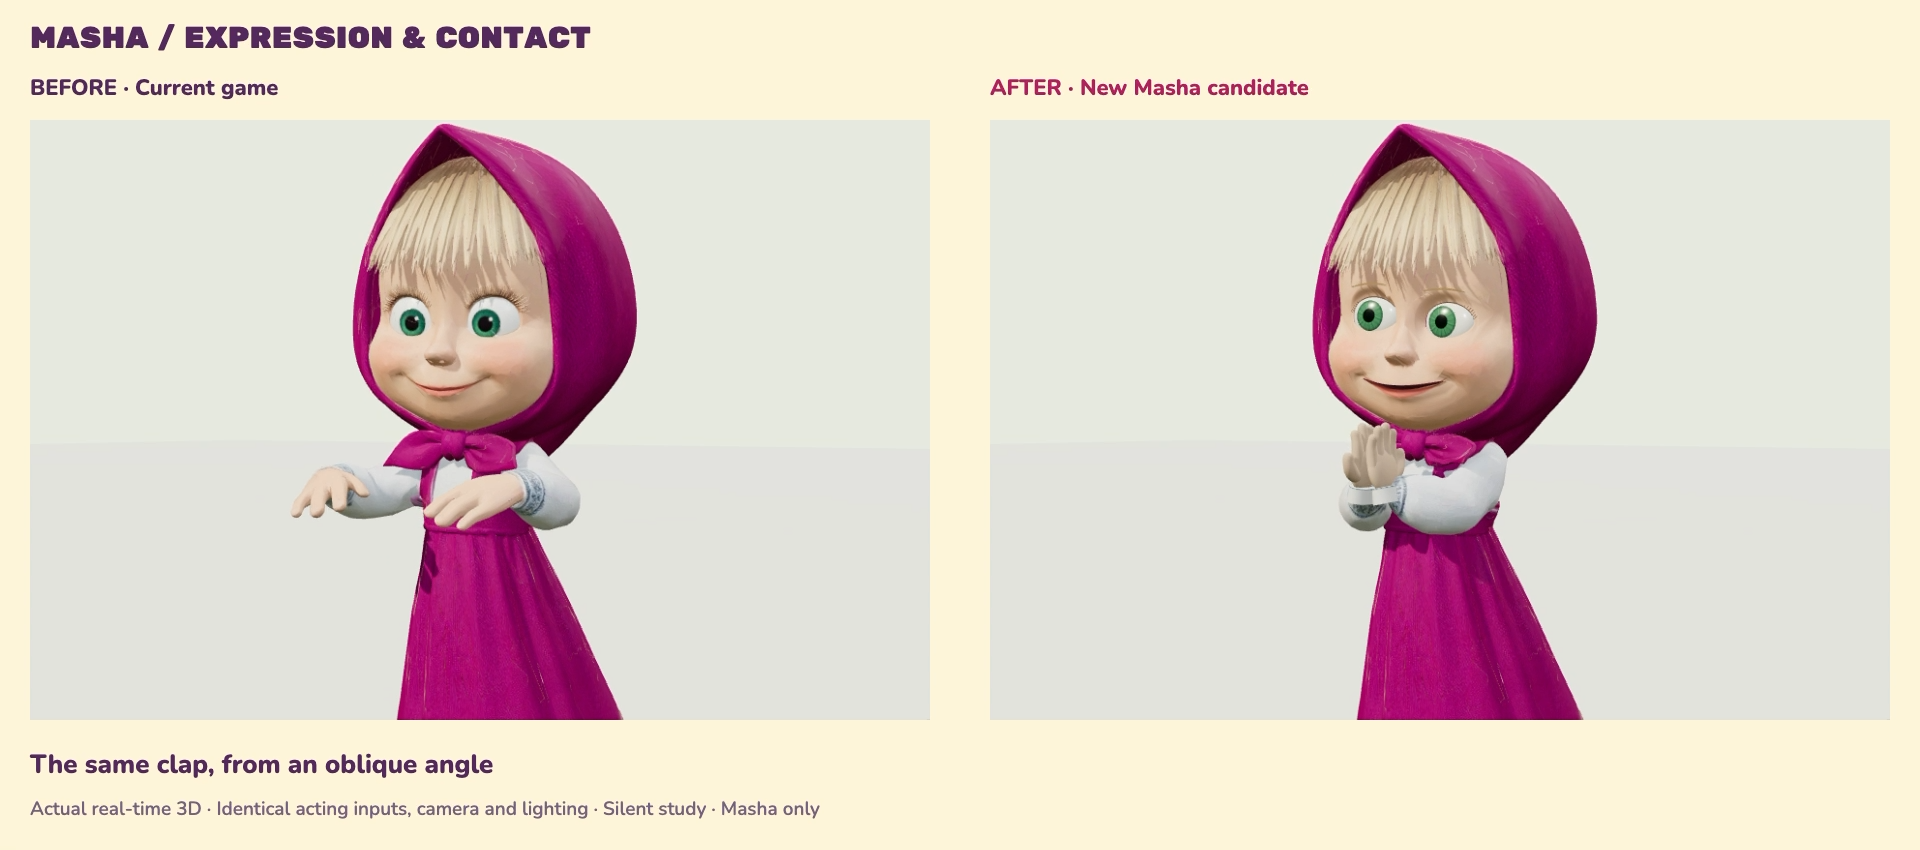 MASHA / EXPRESSION & CONTACT
BEFORE · Current game
AFTER · New Masha candidate
The same clap, from an oblique angle
Actual real-time 3D · Identical acting inputs, camera and lighting · Silent study · Masha only